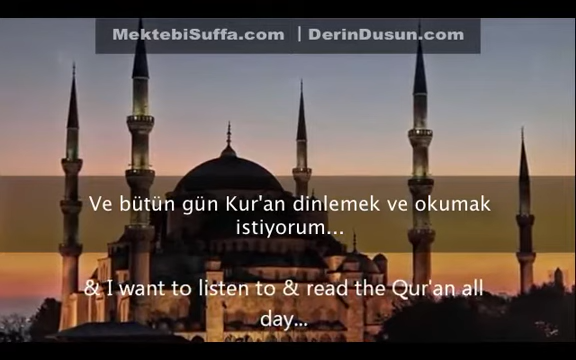 MektebiSuffa.com | DerinDusun.com
Ve bütün gün Kur'an dinlemek ve okumak
istiyorum...
& I want to listen to & read the Qur'an all
day...